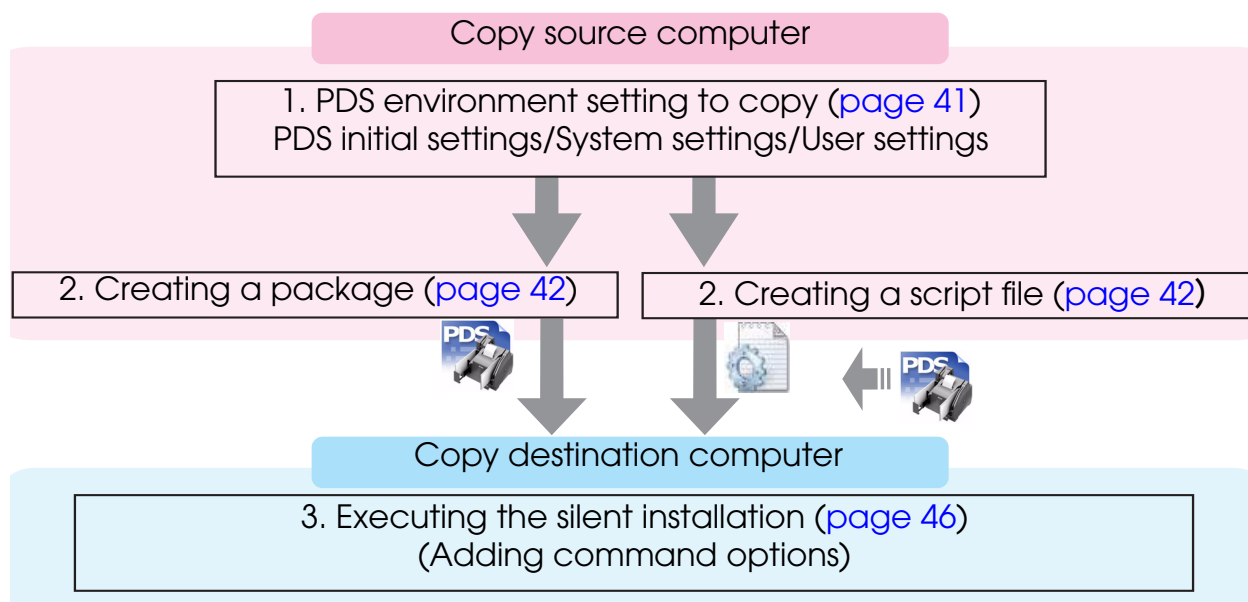 Copy source computer
1. PDS environment setting to copy (page 41)
PDS initial settings/System settings/User settings
2. Creating a package (page 42)
2. Creating a script file (page 42)
PDS
PDS
Copy destination computer
3. Executing the silent installation (page 46)
(Adding command options)